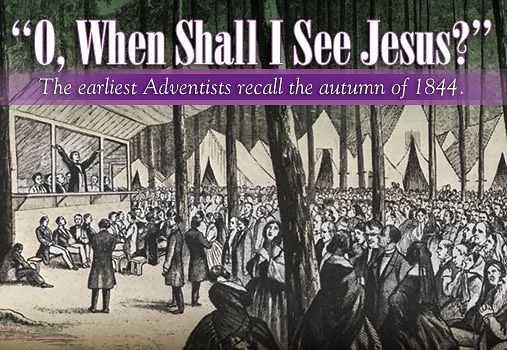 “O, When Shall I See Jesus?”
The earliest Adventists recall the autumn of 1844.